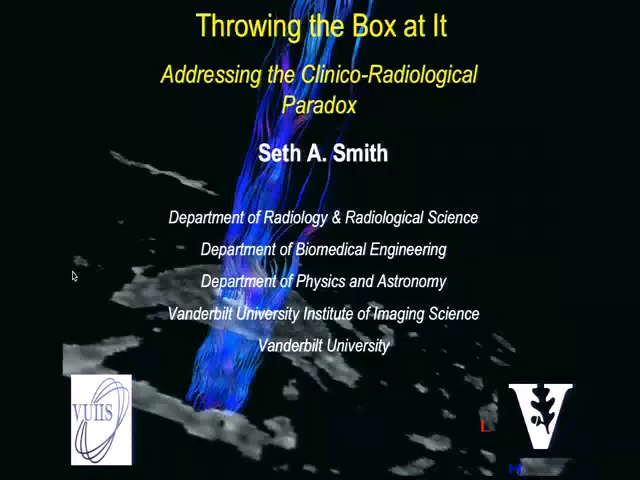 Throwing the Box at It
Addressing the Clinico-Radiological
Paradox
Seth A. Smith
Department of Radiology & Radiological Science
Department of Biomedical Engineering
Department of Physics and Astronomy
Vanderbilt University Institute of Imaging Science
Vanderbilt University
VUIIS
V
L